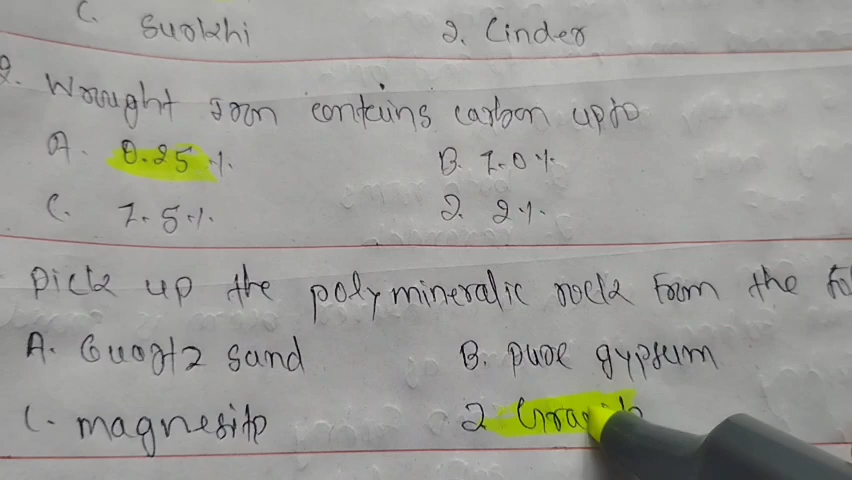 C. Surkhi D. Cinder
9. Wrought Iron contains carbon upto
A. 0.25 % B. 1.0 %
C. 1.5 % D. 2 %
Pick up the polymineralic rock from the
A. Quartz sand B. pure gypsum
C. magnesite D.